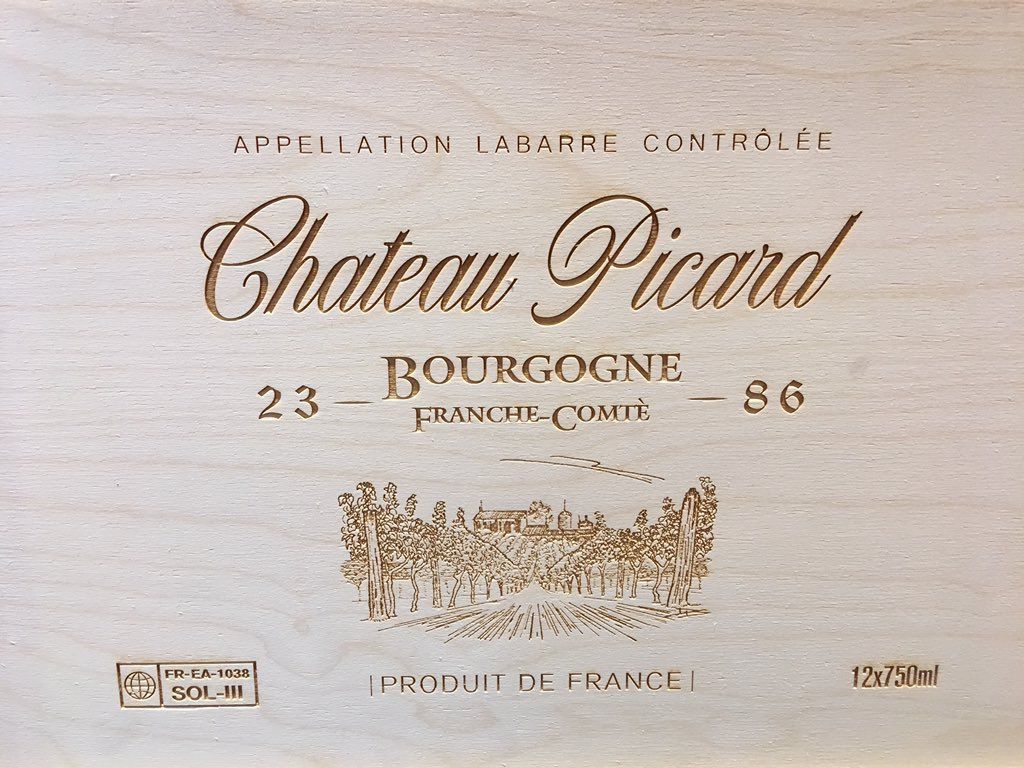 APPELLATION LABARRE CONTRÔLÉE
Chateau Picard
23 — BOURGOGNE — 86
FRANCHE-COMTÈ
FR-EA-1038
SOL-III
|PRODUIT DE FRANCE|
12x750ml